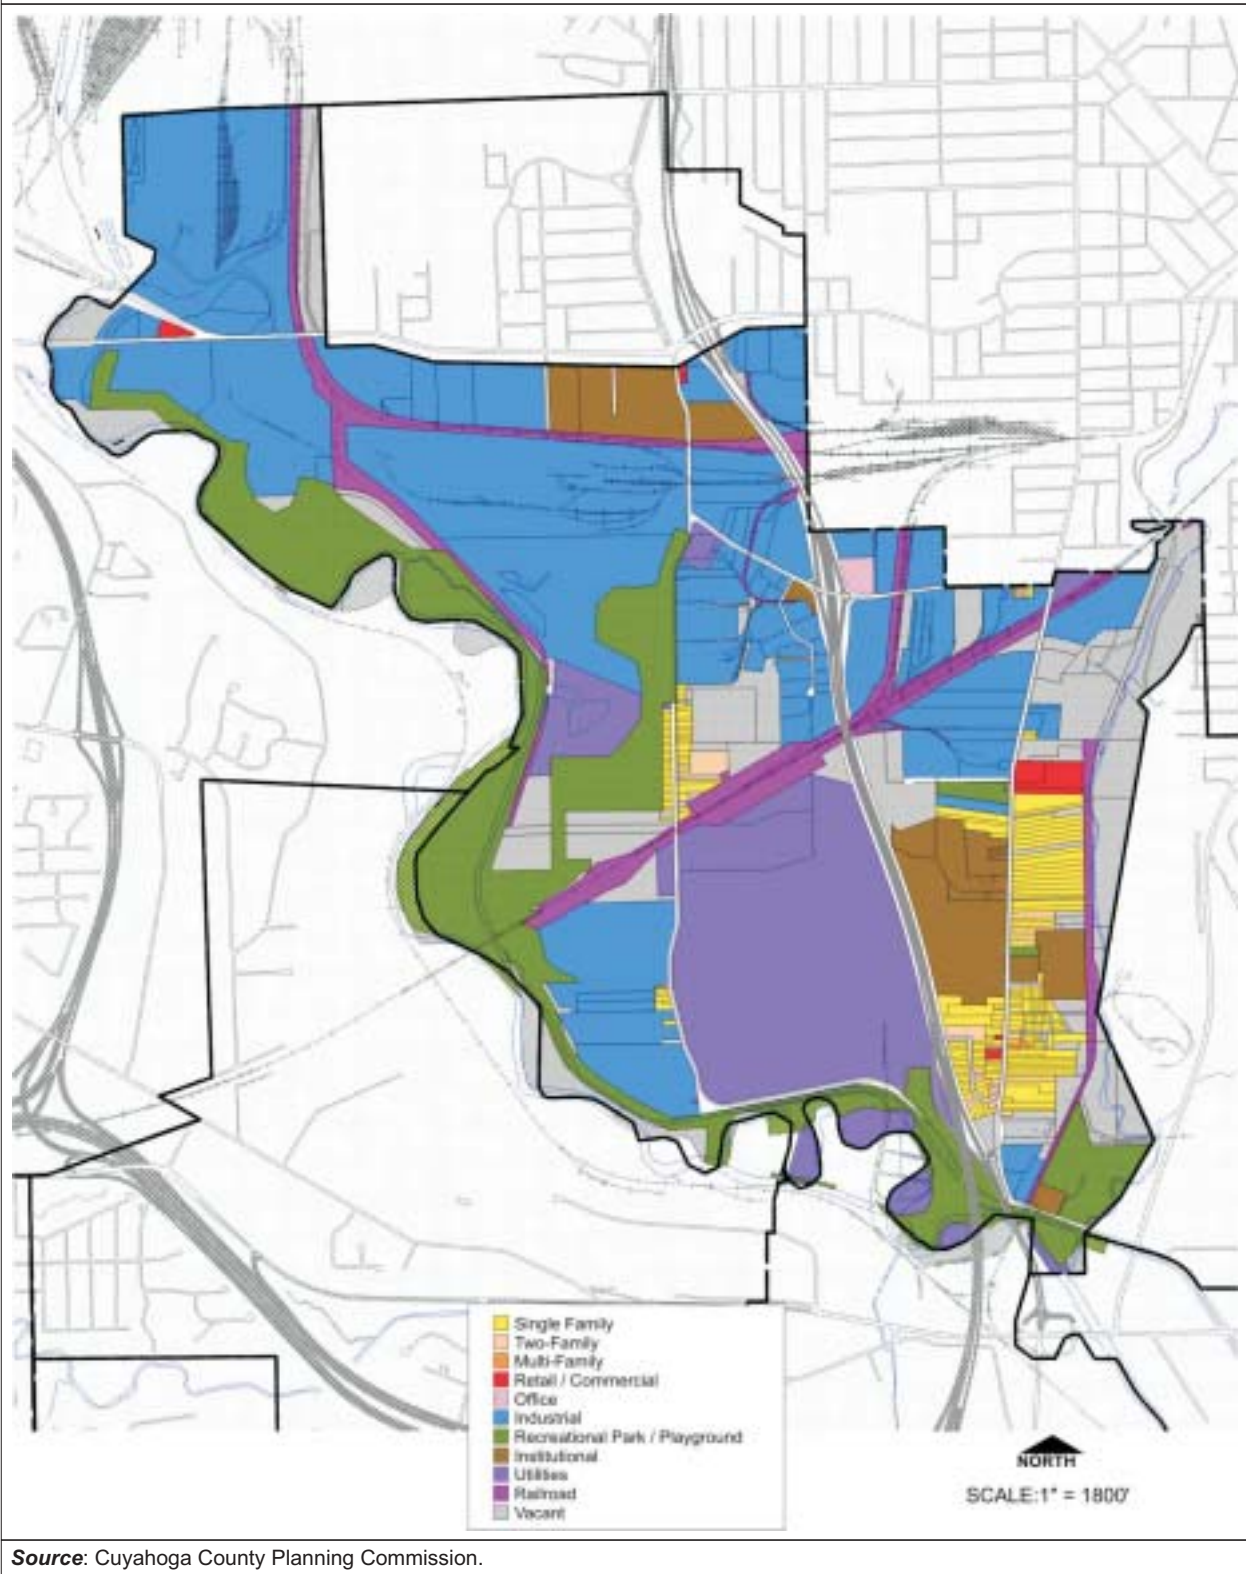 Single Family
Two-Family
Multi-Family
Retail / Commercial
Office
Industrial
Recreational Park / Playground
Institutional
Utilities
Railroad
Vacant
NORTH
SCALE:1" = 1800'
Source: Cuyahoga County Planning Commission.